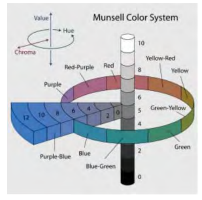 Munsell Color System
Value
Hue
Chroma
10
Yellow-Red
Red
Red-Purple
8
Yellow
Purple
6
12 10 8 6 4 2 0
Green-Yellow
4
Green
Purple-Blue
Blue
2
Blue-Green
0